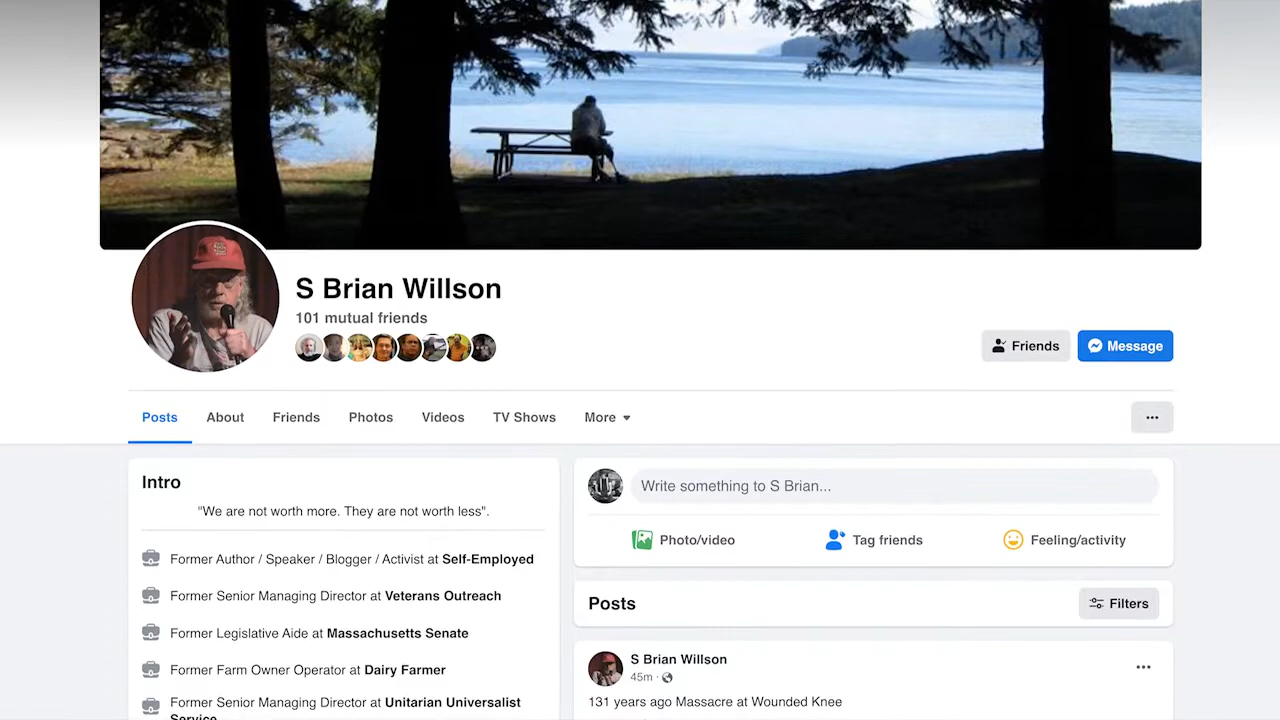 S Brian Willson
101 mutual friends
Friends
Message
Posts
About
Friends
Photos
Videos
TV Shows
More
Intro
"We are not worth more. They are not worth less".
Former Author / Speaker / Blogger / Activist at Self-Employed
Former Senior Managing Director at Veterans Outreach
Former Legislative Aide at Massachusetts Senate
Former Farm Owner Operator at Dairy Farmer
Former Senior Managing Director at Unitarian Universalist
Service
Write something to S Brian...
Photo/video
Tag friends
Feeling/activity
Posts
Filters
S Brian Willson
45m
131 years ago Massacre at Wounded Knee